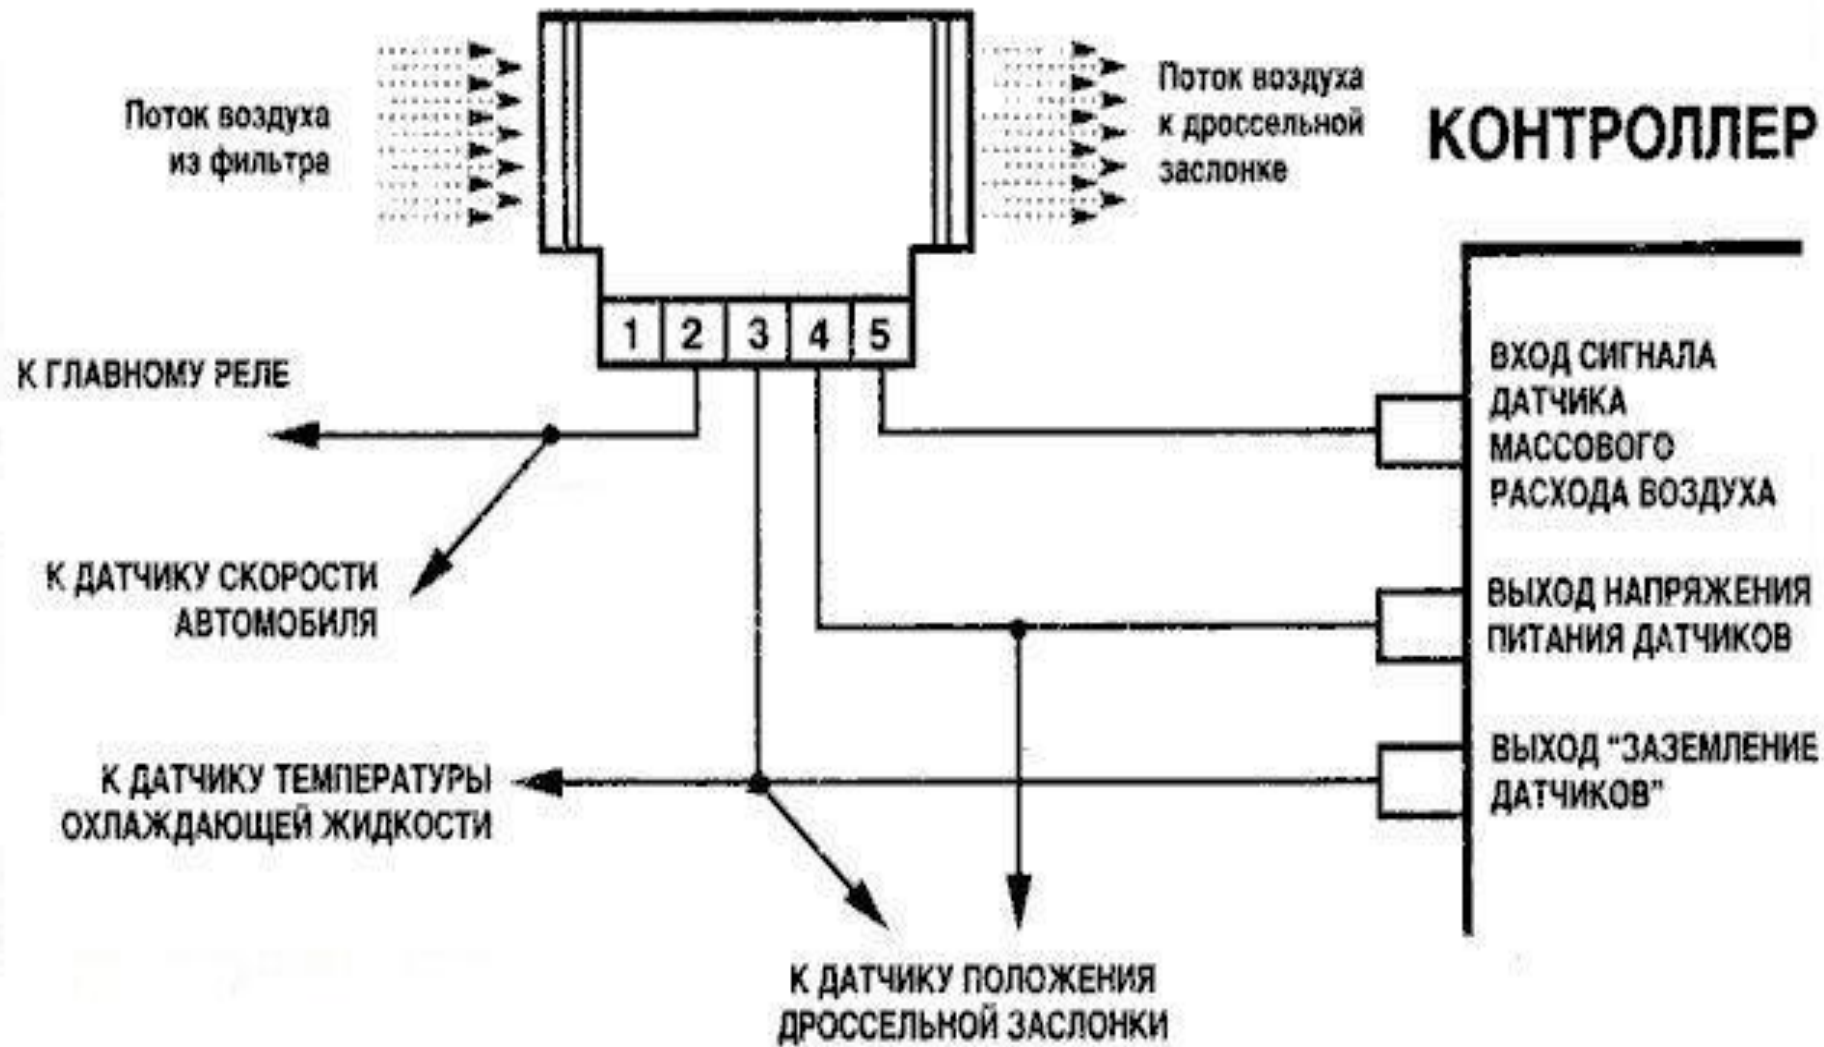 Поток воздуха
из фильтра
Поток воздуха
к дроссельной
заслонке
КОНТРОЛЛЕР
1 2 3 4 5
К ГЛАВНОМУ РЕЛЕ
ВХОД СИГНАЛА
ДАТЧИКА
МАССОВОГО
РАСХОДА ВОЗДУХА
К ДАТЧИКУ СКОРОСТИ
АВТОМОБИЛЯ
ВЫХОД НАПРЯЖЕНИЯ
ПИТАНИЯ ДАТЧИКОВ
К ДАТЧИКУ ТЕМПЕРАТУРЫ
ОХЛАЖДАЮЩЕЙ ЖИДКОСТИ
ВЫХОД "ЗАЗЕМЛЕНИЕ
ДАТЧИКОВ"
К ДАТЧИКУ ПОЛОЖЕНИЯ
ДРОССЕЛЬНОЙ ЗАСЛОНКИ